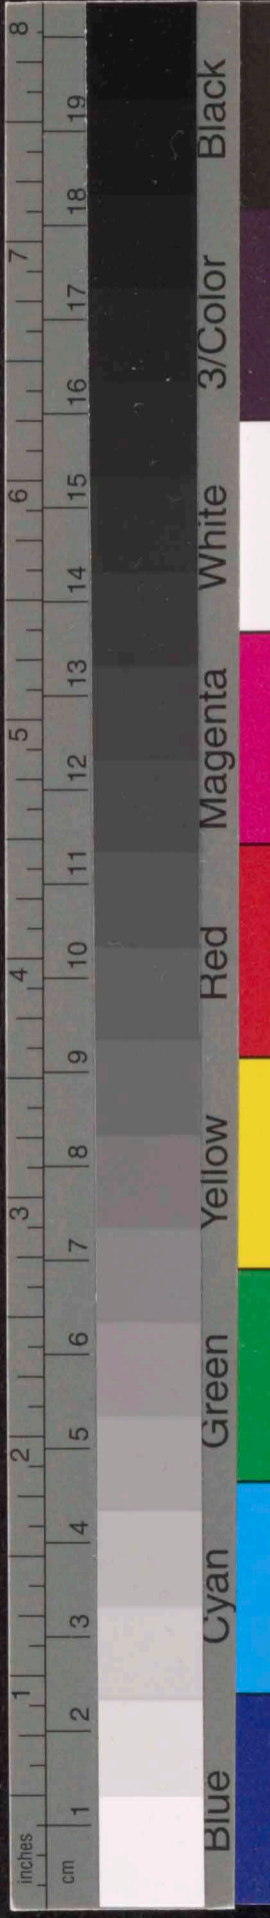 inches 1 2 3 4 5 6 7 8
cm 1 2 3 4 5 6 7 8 9 10 11 12 13 14 15 16 17 18 19
Blue Cyan Green Yellow Red Magenta White 3/Color Black